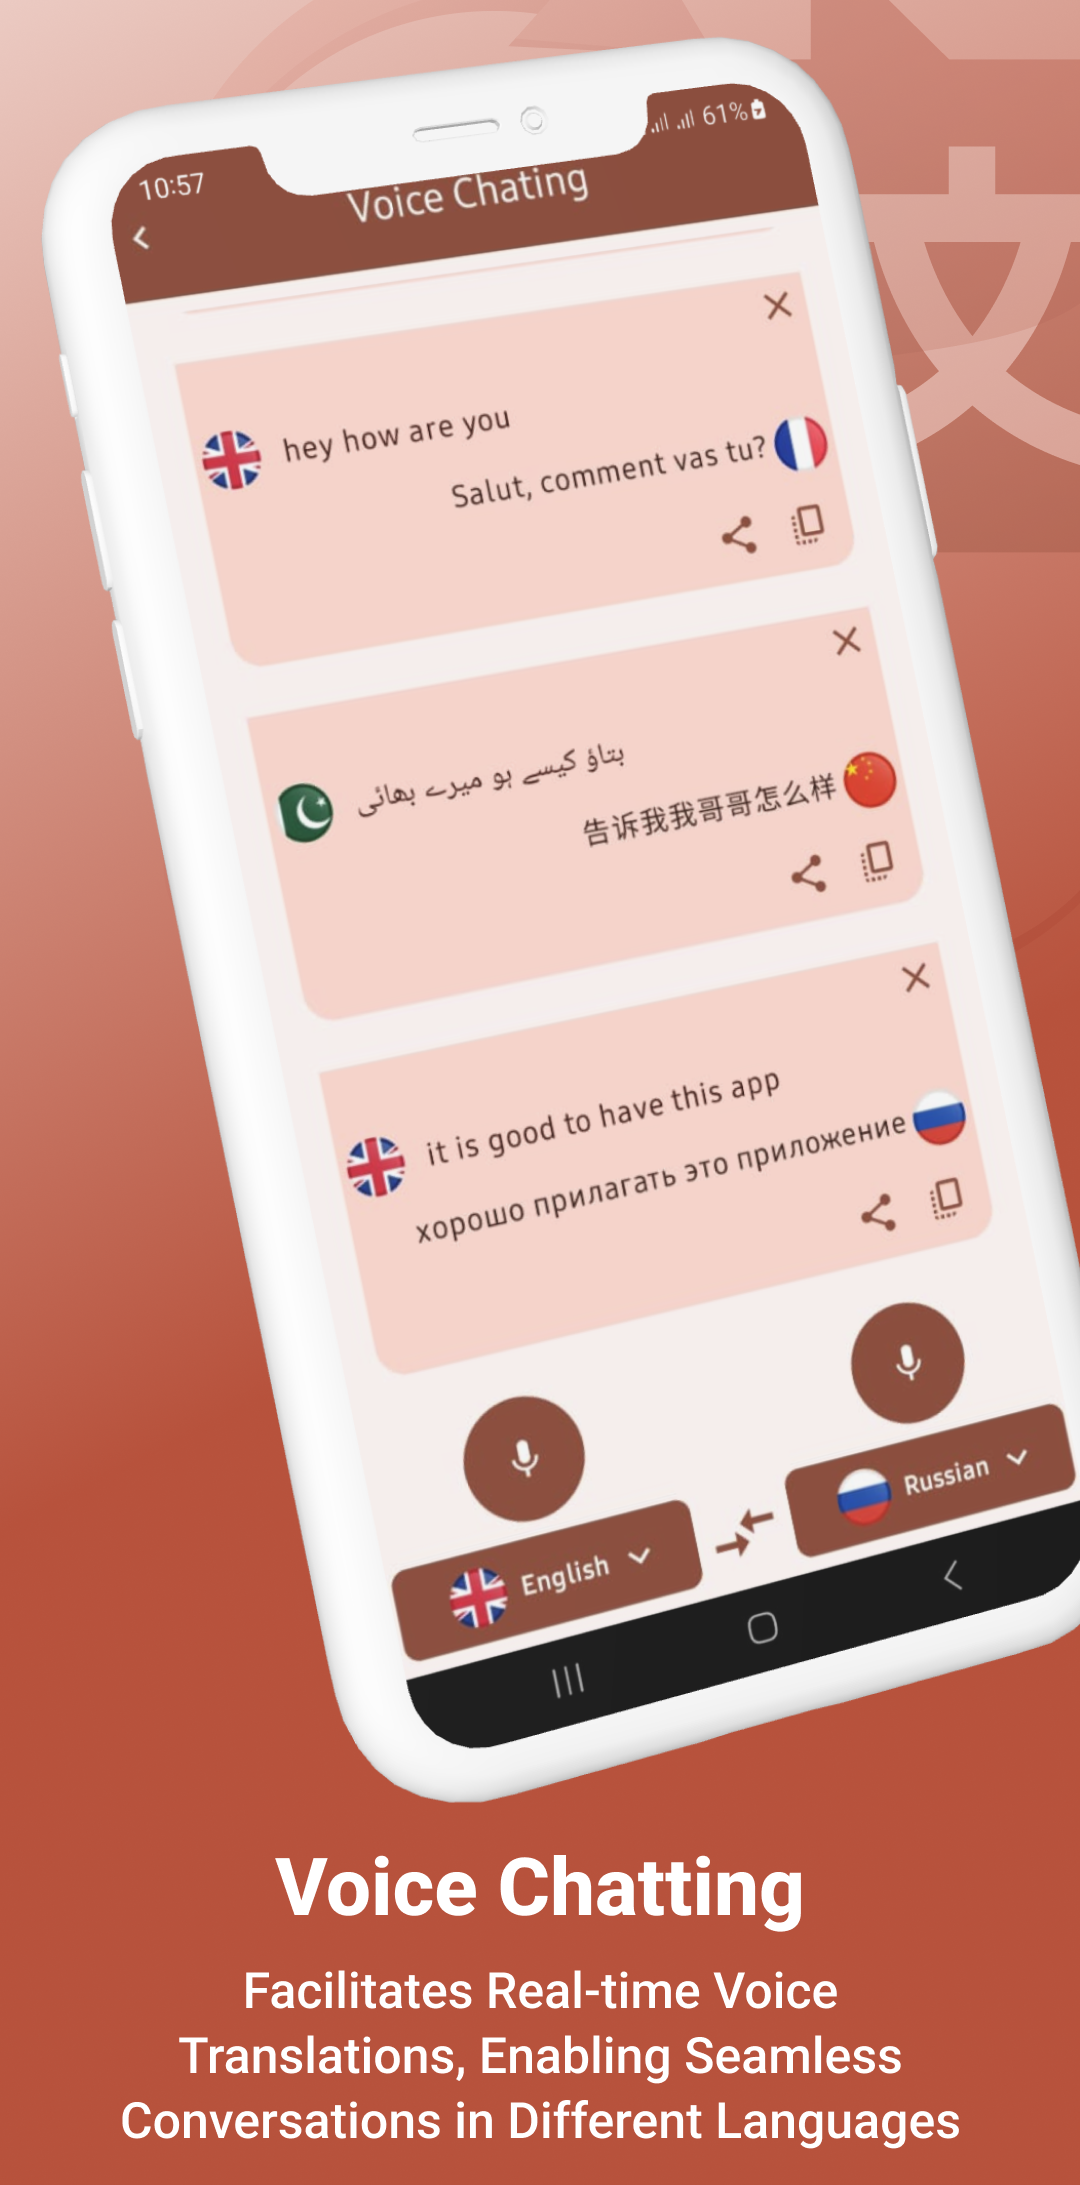 10:57
61%
Voice Chating
hey how are you
Salut, comment vas tu?
بتاؤ کیسے ہو میرے بھائی
告诉我我哥哥怎么样
it is good to have this app
хорошо прилагать это приложение
English
Russian
Voice Chatting
Facilitates Real-time Voice
Translations, Enabling Seamless
Conversations in Different Languages